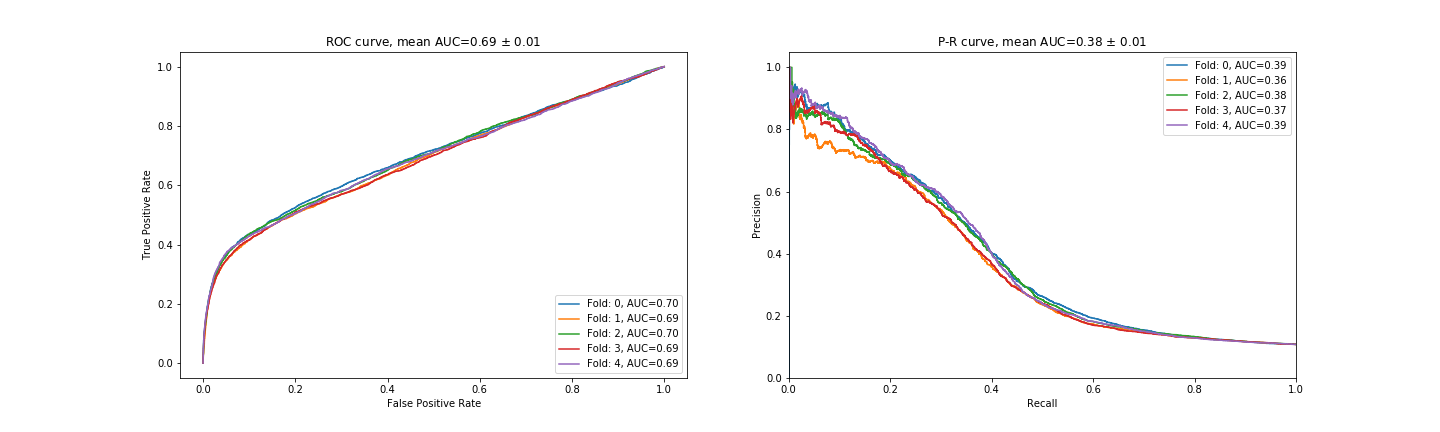 ROC curve, mean AUC=0.69 ± 0.01
True Positive Rate
1.0
0.8
0.6
0.4
0.2
0.0
Fold: 0, AUC=0.70
Fold: 1, AUC=0.69
Fold: 2, AUC=0.70
Fold: 3, AUC=0.69
Fold: 4, AUC=0.69
0.0 0.2 0.4 0.6 0.8 1.0
False Positive Rate
P-R curve, mean AUC=0.38 ± 0.01
Precision
1.0
0.8
0.6
0.4
0.2
0.0
Fold: 0, AUC=0.39
Fold: 1, AUC=0.36
Fold: 2, AUC=0.38
Fold: 3, AUC=0.37
Fold: 4, AUC=0.39
0.0 0.2 0.4 0.6 0.8 1.0
Recall